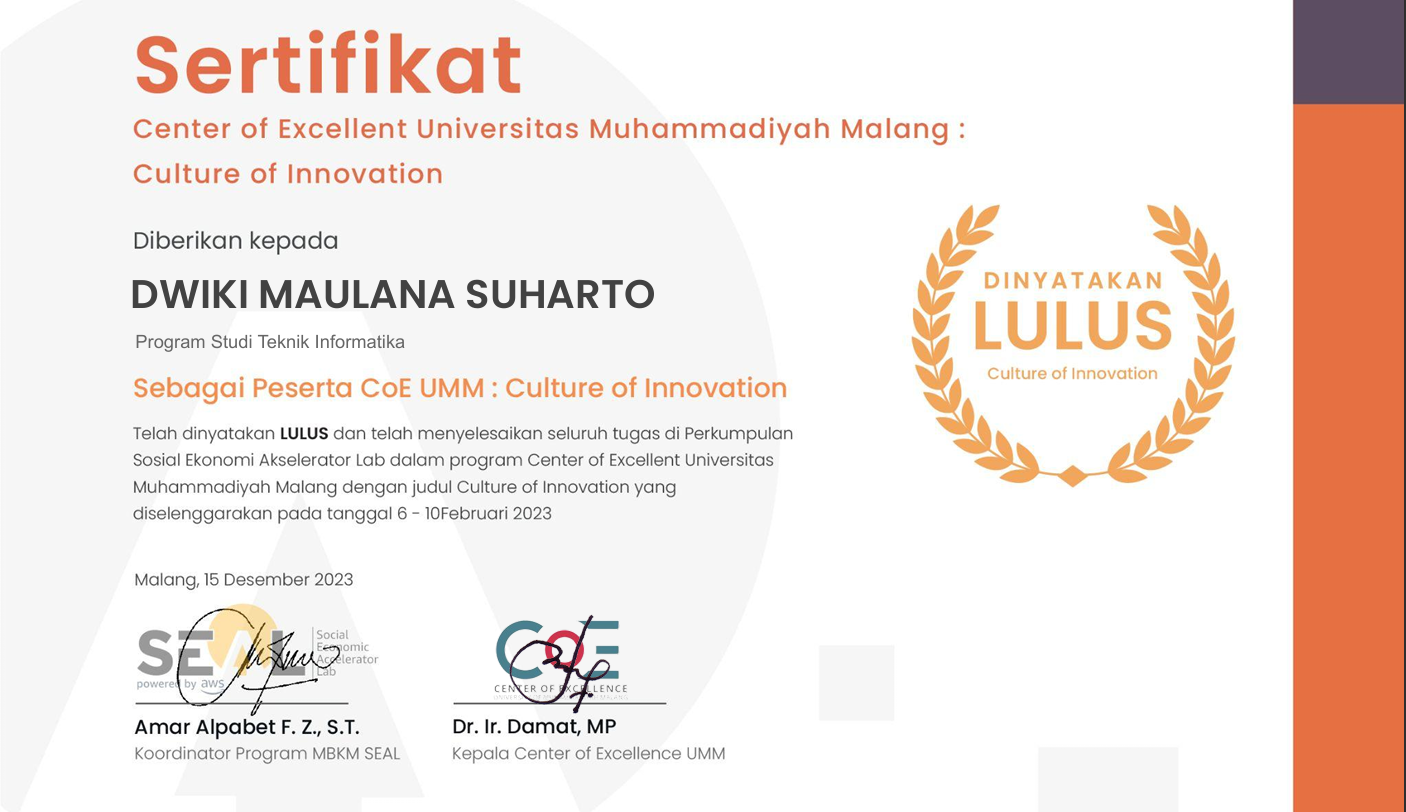 Sertifikat
Center of Excellent Universitas Muhammadiyah Malang :
Culture of Innovation
Diberikan kepada
DWIKI MAULANA SUHARTO
Program Studi Teknik Informatika
Sebagai Peserta CoE UMM : Culture of Innovation
Telah dinyatakan LULUS dan telah menyelesaikan seluruh tugas di Perkumpulan
Sosial Ekonomi Akselerator Lab dalam program Center of Excellent Universitas
Muhammadiyah Malang dengan judul Culture of Innovation yang
diselenggarakan pada tanggal 6 - 10Februari 2023
DINYATAKAN
LULUS
Culture of Innovation
Malang, 15 Desember 2023
SEAL
Social
Economic
Accelerator
Lab
powered by aws
CoE
CENTER OF EXCELLENCE
Amar Alpabet F. Z., S.T.
Koordinator Program MBKM SEAL
Dr. Ir. Damat, MP
Kepala Center of Excellence UMM